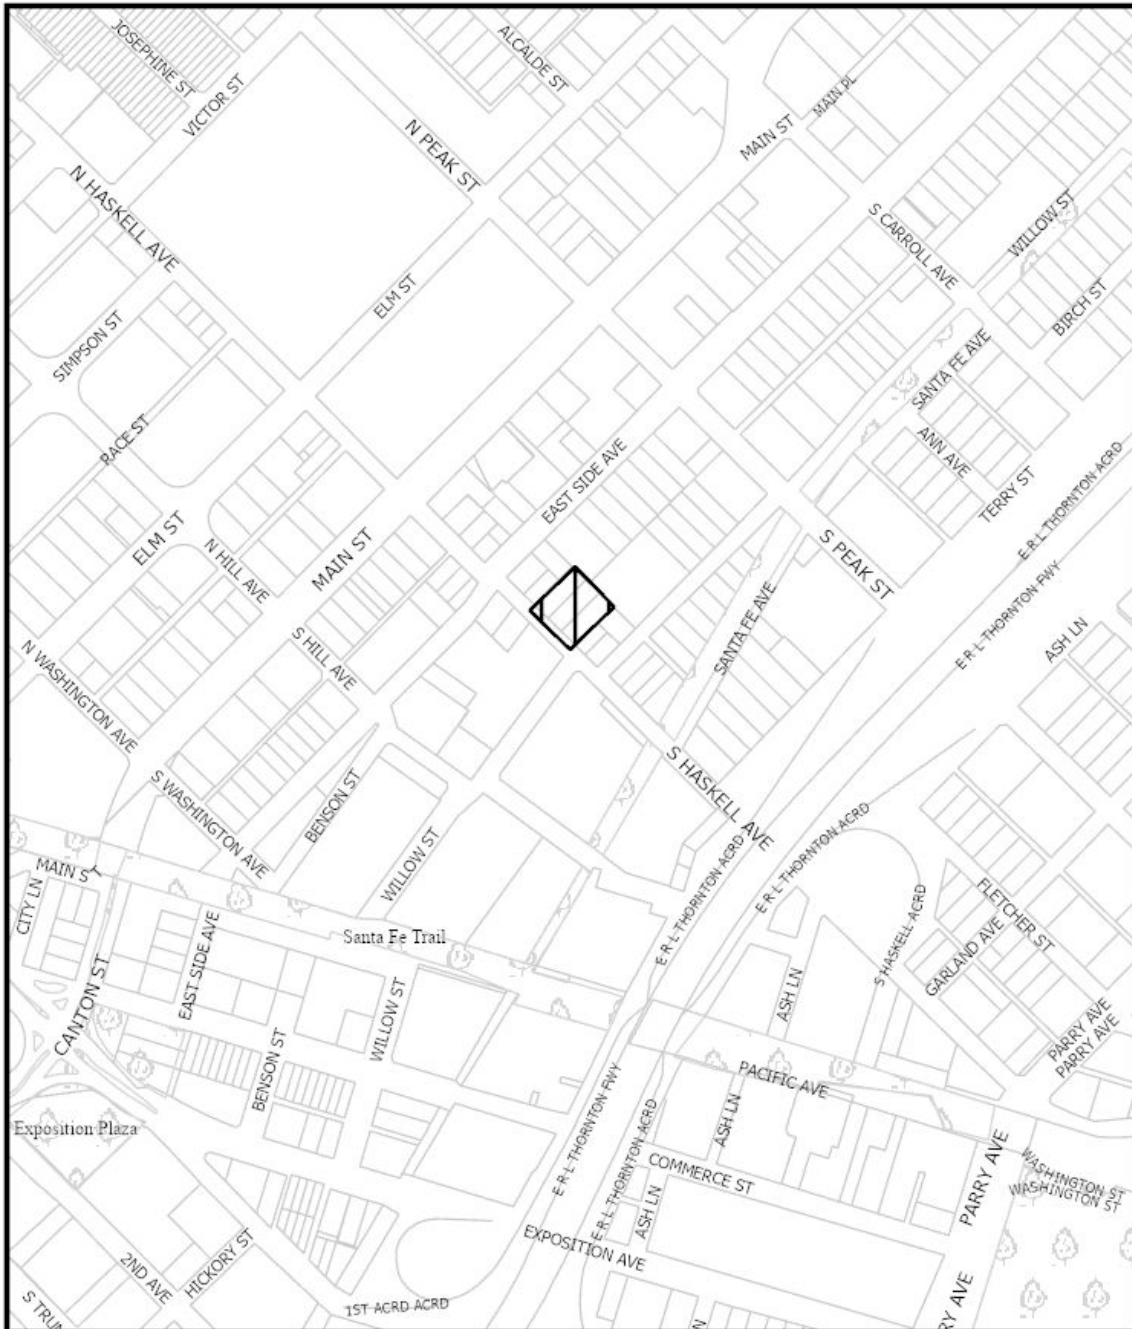 JOSEPHINE ST
ALCALDE ST
VICTOR ST
MAIN PL
N PEAK ST
MAIN ST
N HASKELL AVE
S CARROLL AVE
WILLOW ST
ELM ST
BIRCH ST
SIMPSON ST
SANTA FE AVE
RACE ST
ANN AVE
EAST SIDE AVE
TERRY ST
E R L THORNTON ACRD
ELM ST
MAIN ST
N HILL AVE
S PEAK ST
E R L THORNTON FWY
SANTA FE AVE
ASH LN
S HILL AVE
N WASHINGTON AVE
S HASKELL AVE
S WASHINGTON AVE
BENSON ST
WILLOW ST
E R L THORNTON ACRD
E R L THORNTON ACRD
MAIN S
T
CITY LN
FLETCHER ST
S HASKELL ACRD
GARLAND AVE
EAST SIDE AVE
Santa Fe Trail
CANTON ST
WILLOW ST
ASH LN
PARRY AVE
PARRY AVE
BENSON ST
PACIFIC AVE
E R L THORNTON FWY
ASH LN
Exposition Plaza
E R L THORNTON ACRD
COMMERCE ST
PARRY AVE
WASHINGTON ST
WASHINGTON ST
ASH LN
EXPOSITION AVE
2ND AVE
HICKORY ST
1ST ACRD ACRD
S TRUN
N
RY AVE